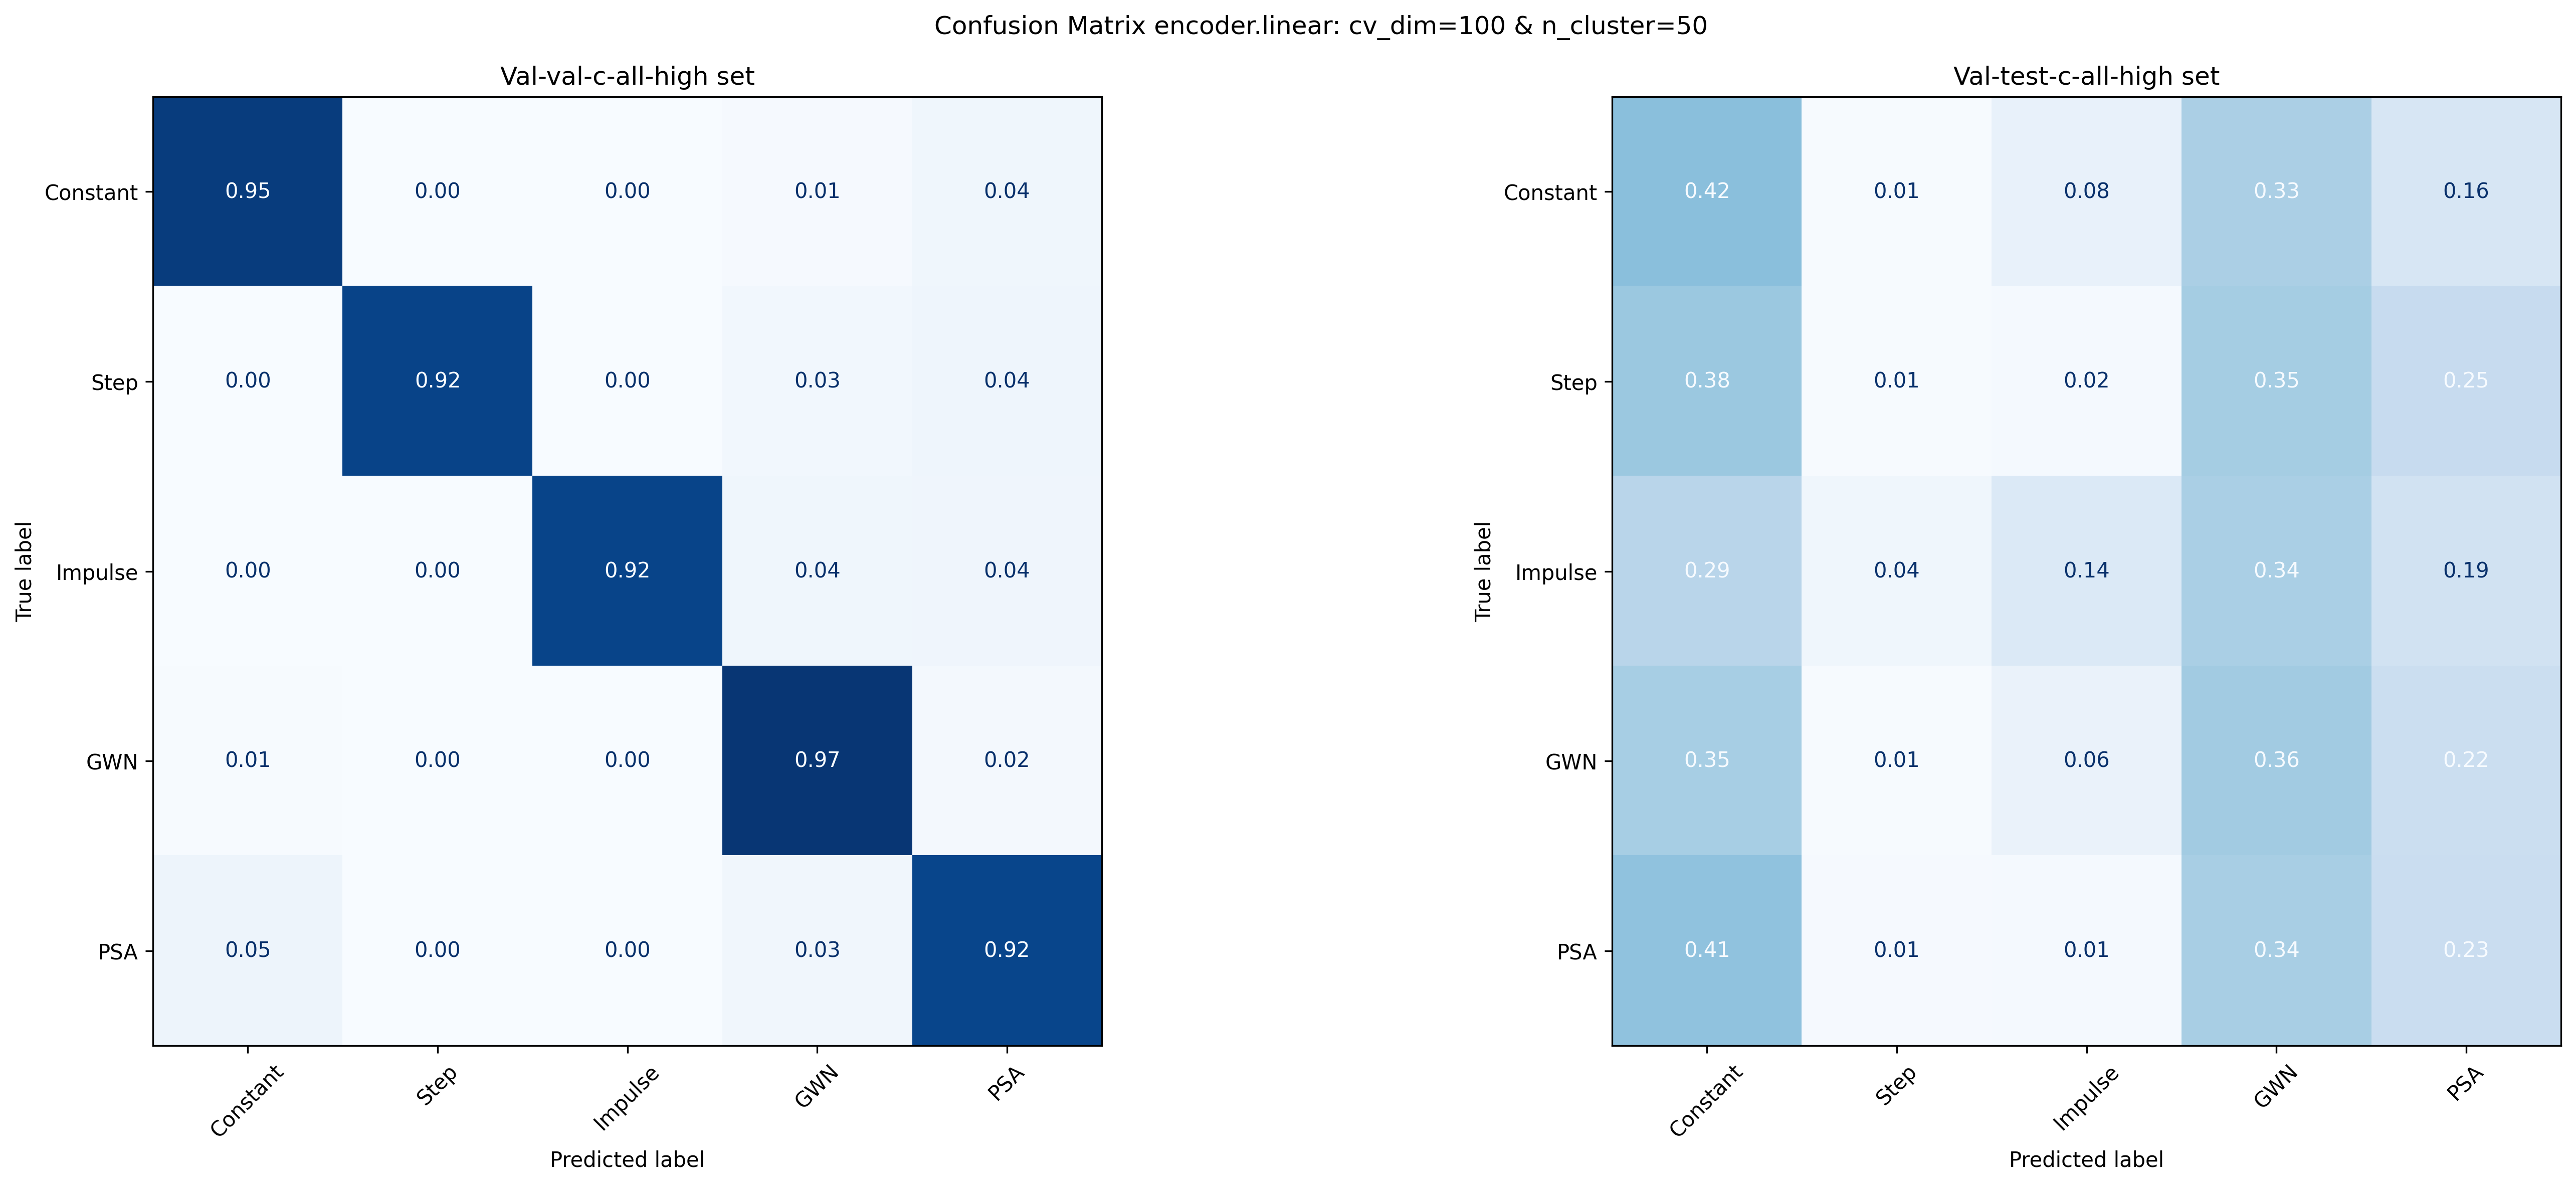 Confusion Matrix encoder.linear: cv_dim=100 & n_cluster=50
Val-val-c-all-high set
True label
Constant 0.95 0.00 0.00 0.01 0.04
Step 0.00 0.92 0.00 0.03 0.04
Impulse 0.00 0.00 0.92 0.04 0.04
GWN 0.01 0.00 0.00 0.97 0.02
PSA 0.05 0.00 0.00 0.03 0.92
Constant Step Impulse GWN PSA
Predicted label
Val-test-c-all-high set
True label
Constant 0.42 0.01 0.08 0.33 0.16
Step 0.38 0.01 0.02 0.35 0.25
Impulse 0.29 0.04 0.14 0.34 0.19
GWN 0.35 0.01 0.06 0.36 0.22
PSA 0.41 0.01 0.01 0.34 0.23
Constant Step Impulse GWN PSA
Predicted label